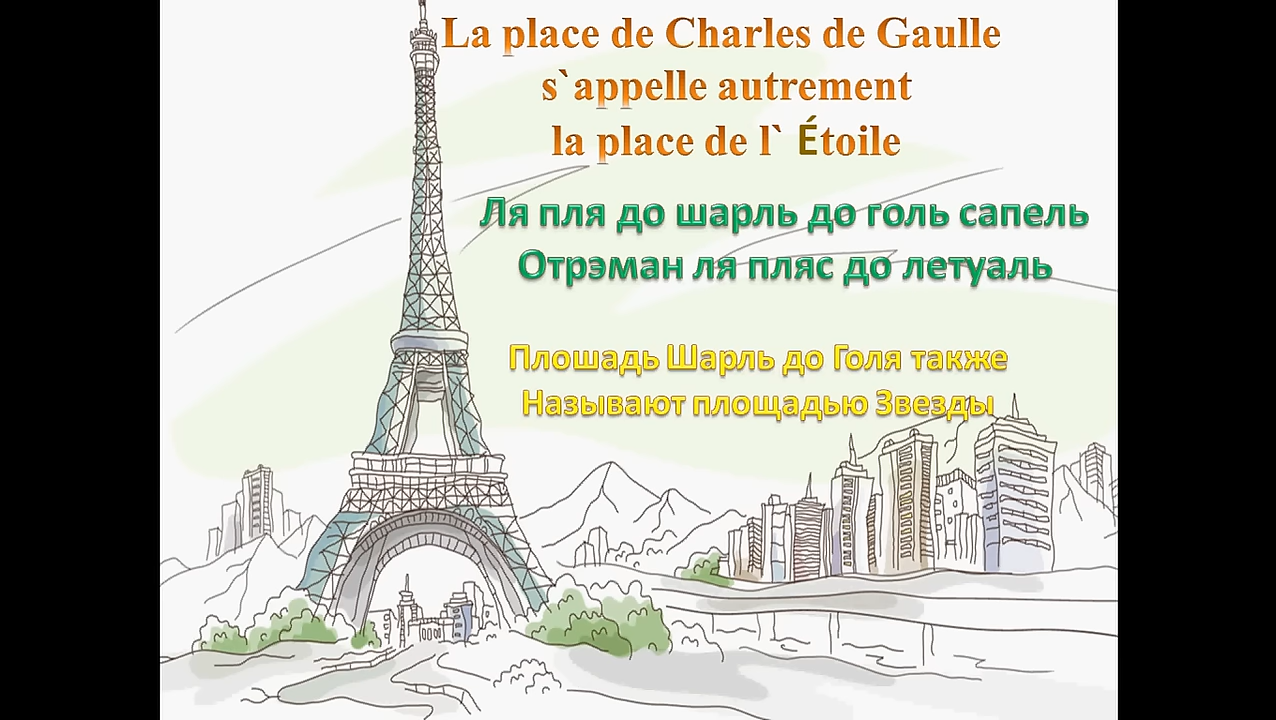 La place de Charles de Gaulle
s`appelle autrement
la place de l` Étoile
Ля пля до шарль до голь сапель
Отрэман ля пляс до летуаль
Плошадь Шарль до Голя также
Называют площадью Звезды